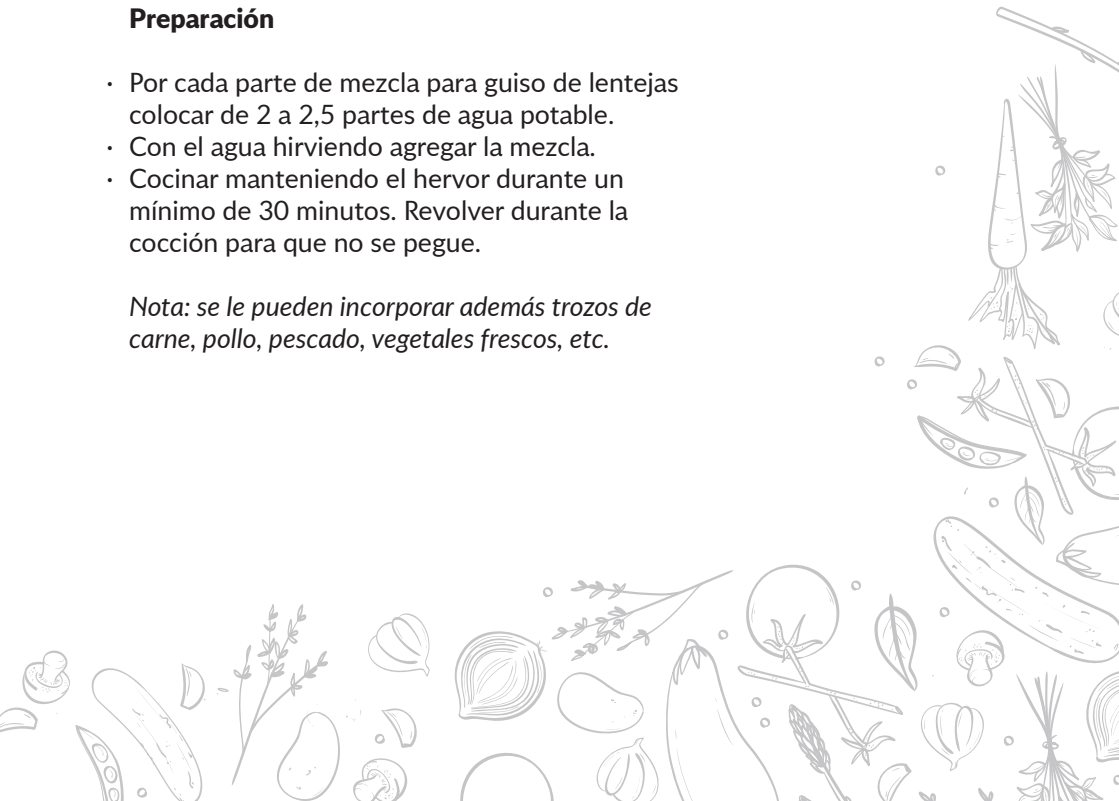 Preparación
· Por cada parte de mezcla para guiso de lentejas
colocar de 2 a 2,5 partes de agua potable.
· Con el agua hirviendo agregar la mezcla.
· Cocinar manteniendo el hervor durante un
mínimo de 30 minutos. Revolver durante la
cocción para que no se pegue.
Nota: se le pueden incorporar además trozos de
carne, pollo, pescado, vegetales frescos, etc.